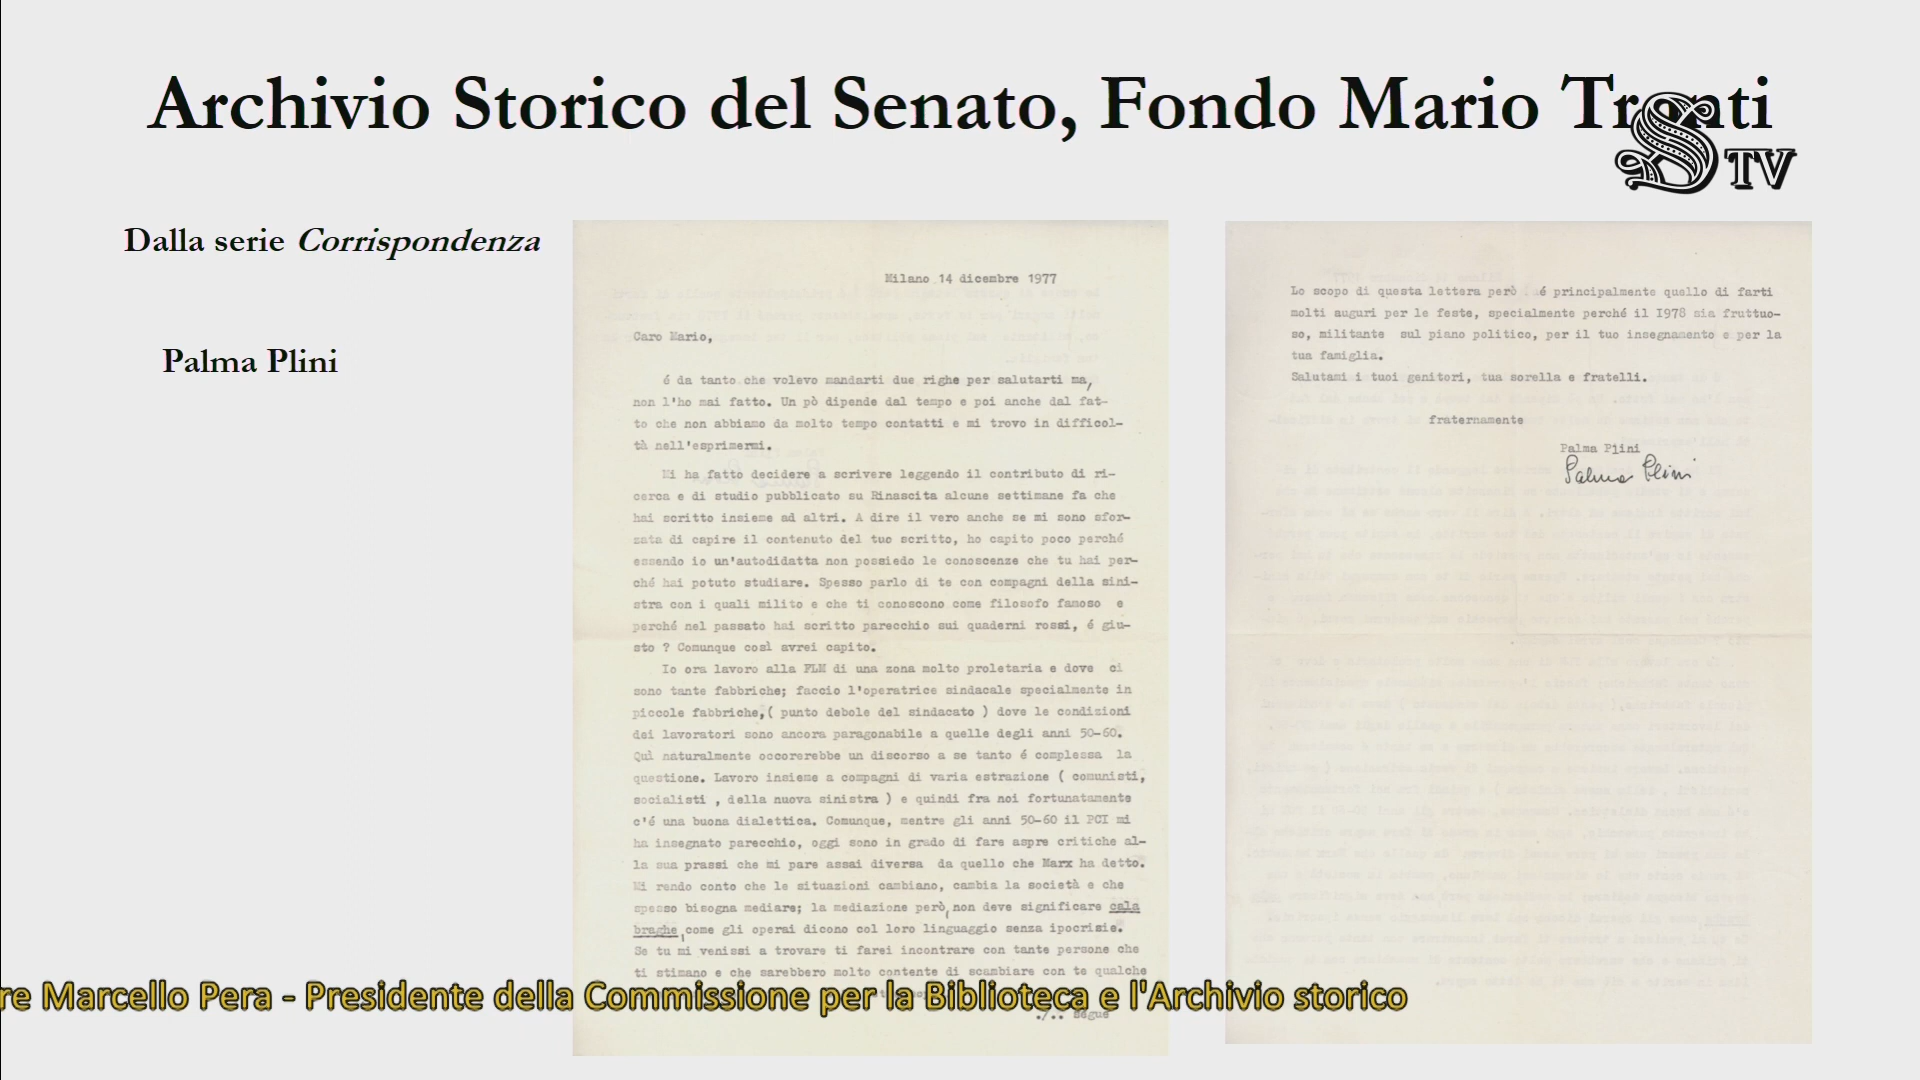 Archivio Storico del Senato, Fondo Mario Tronti
S TV
Dalla serie Corrispondenza
Palma Plini
Milano 14 dicembre 1977
Caro Mario,
é da tanto che volevo mandarti due righe per salutarti ma,
non l'ho mai fatto. Un pò dipende dal tempo e poi anche dal fat-
to che non abbiamo da molto tempo contatti e mi trovo in difficol-
tà nell'esprimermi.
Mi ha fatto decidere a scrivere leggendo il contributo di ri-
cerca e di studio pubblicato su Rinascita alcune settimane fa che
hai scritto insieme ad altri. A dire il vero anche se mi sono sfor-
zata di capire il contenuto del tuo scritto, ho capito poco perché
essendo io un'autodidatta non possiedo le conoscenze che tu hai per-
ché hai potuto studiare. Spesso parlo di te con compagni della sini-
stra con i quali milito e che ti conoscono come filosofo famoso e
perché nel passato hai scritto parecchio sui quaderni rossi, é giu-
sto ? Comunque così avrei capito.
Io ora lavoro alla FLM di una zona molto proletaria e dove ci
sono tante fabbriche; faccio l'operatrice sindacale specialmente in
piccole fabbriche,( punto debole del sindacato ) dove le condizioni
dei lavoratori sono ancora paragonabile a quelle degli anni 50-60.
Quì naturalmente occorerebbe un discorso a se tanto é complessa la
questione. Lavoro insieme a compagni di varia estrazione ( comunisti,
socialisti , della nuova sinistra ) e quindi fra noi fortunatamente
c'é una buona dialettica. Comunque, mentre gli anni 50-60 il PCI mi
ha insegnato parecchio, oggi sono in grado di fare aspre critiche al-
la sua prassi che mi pare assai diversa da quello che Marx ha detto.
Mi rendo conto che le situazioni cambiano, cambia la società e che
spesso bisogna mediare; la mediazione però, non deve significare cala
braghe, come gli operai dicono col loro linguaggio senza ipocrisie.
Se tu mi venissi a trovare ti farei incontrare con tante persone che
ti stimano e che sarebbero molto contente di scambiare con te qualche
./.. segue
Lo scopo di questa lettera però é principalmente quello di farti
molti auguri per le feste, specialmente perché il 1978 sia fruttuo-
so, militante sul piano politico, per il tuo insegnamento e per la
tua famiglia.
Salutami i tuoi genitori, tua sorella e fratelli.
fraternamente
Palma Plini
Palma Plini
re Marcello Pera - Presidente della Commissione per la Biblioteca e l'Archivio storico